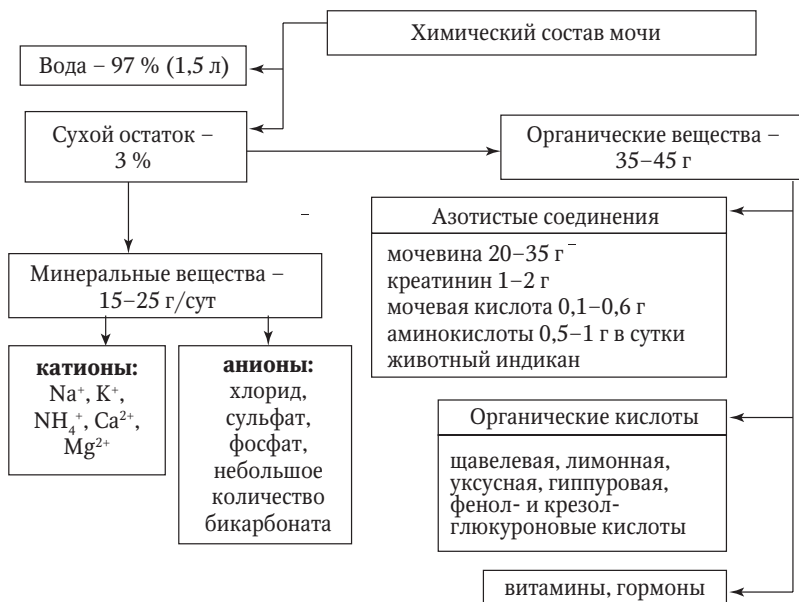 Химический состав мочи
Вода – 97 % (1,5 л)
Сухой остаток –
3 %
Органические вещества –
35–45 г
Минеральные вещества –
15–25 г/сут
катионы:
Na⁺, K⁺,
NH₄⁺, Ca²⁺,
Mg²⁺
анионы:
хлорид,
сульфат,
фосфат,
небольшое
количество
бикарбоната
Азотистые соединения
мочевина 20–35 г
креатинин 1–2 г
мочевая кислота 0,1–0,6 г
аминокислоты 0,5–1 г в сутки
животный индикан
Органические кислоты
щавелевая, лимонная,
уксусная, гиппуровая,
фенол- и крезол-
глюкуроновые кислоты
витамины, гормоны